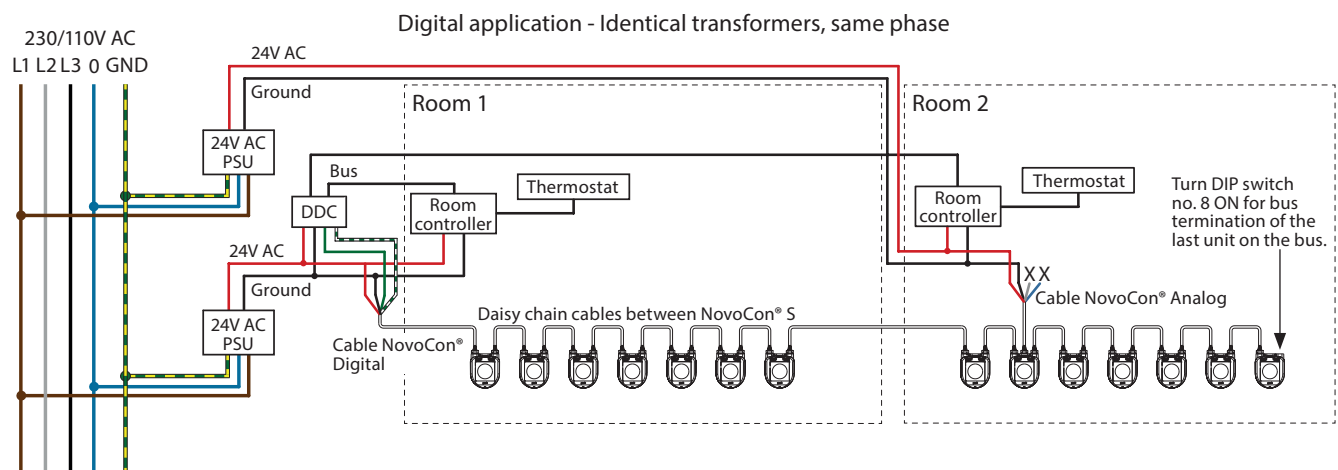 Digital application - Identical transformers, same phase
230/110V AC
L1 L2 L3 0 GND
24V AC
Ground
24V AC
PSU
Room 1
Bus
DDC
Room
controller
Thermostat
Room 2
Room
controller
Thermostat
Turn DIP switch
no. 8 ON for bus
termination of the
last unit on the bus.
24V AC
Ground
24V AC
PSU
Cable NovoCon® Digital
Daisy chain cables between NovoCon® S
X X
Cable NovoCon® Analog